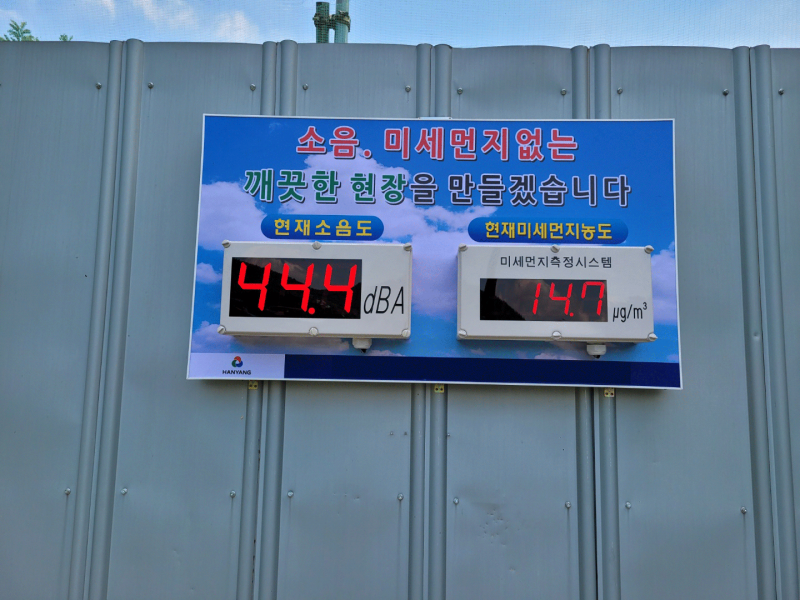 소음. 미세먼지없는
깨끗한 현장을 만들겠습니다
현재소음도
현재미세먼지농도
44.4 dBA
미세먼지측정시스템
14.7 µg/m³
HANYANG